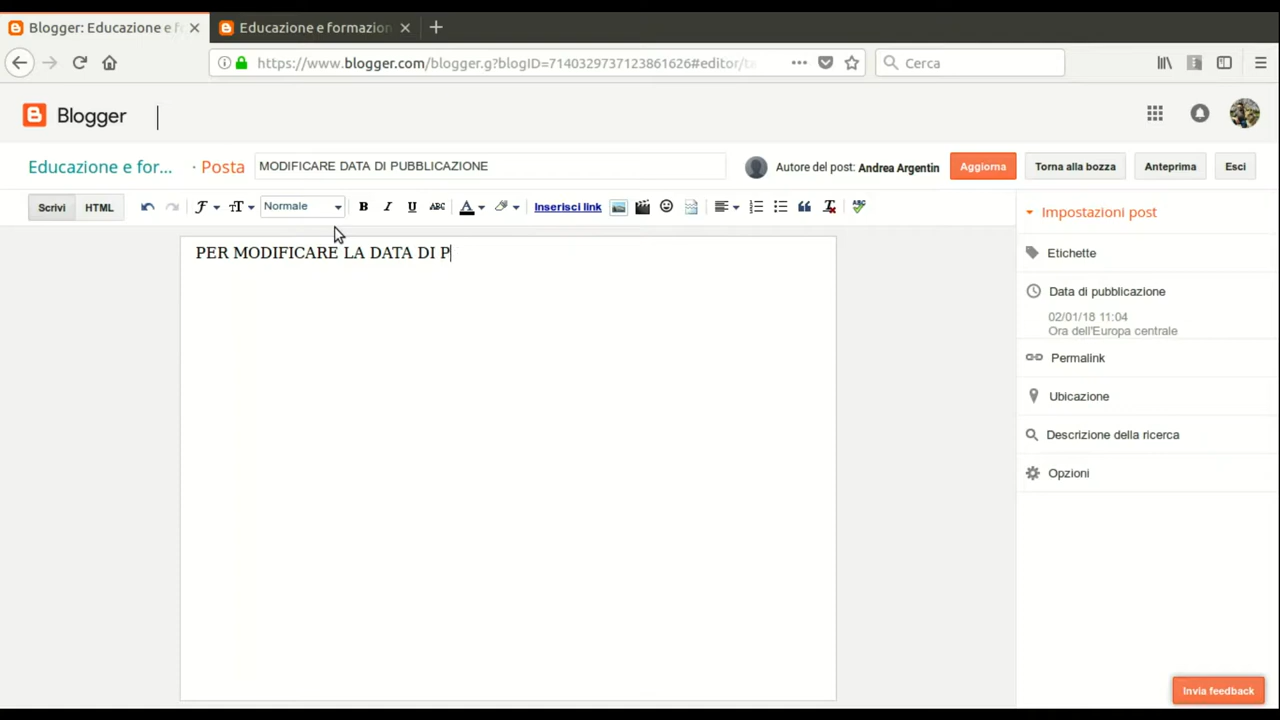 Blogger: Educazione e f
Educazione e formazion
https://www.blogger.com/blogger.g?blogID=7140329737123861626#editor/ta
Cerca
Blogger
Educazione e for... · Posta
MODIFICARE DATA DI PUBBLICAZIONE
Autore del post: Andrea Argentin
Aggiorna
Torna alla bozza
Anteprima
Esci
Scrivi
HTML
Normale
B I U ABC A
Inserisci link
PER MODIFICARE LA DATA DI P
Impostazioni post
Etichette
Data di pubblicazione
02/01/18 11:04
Ora dell'Europa centrale
Permalink
Ubicazione
Descrizione della ricerca
Opzioni
Invia feedback